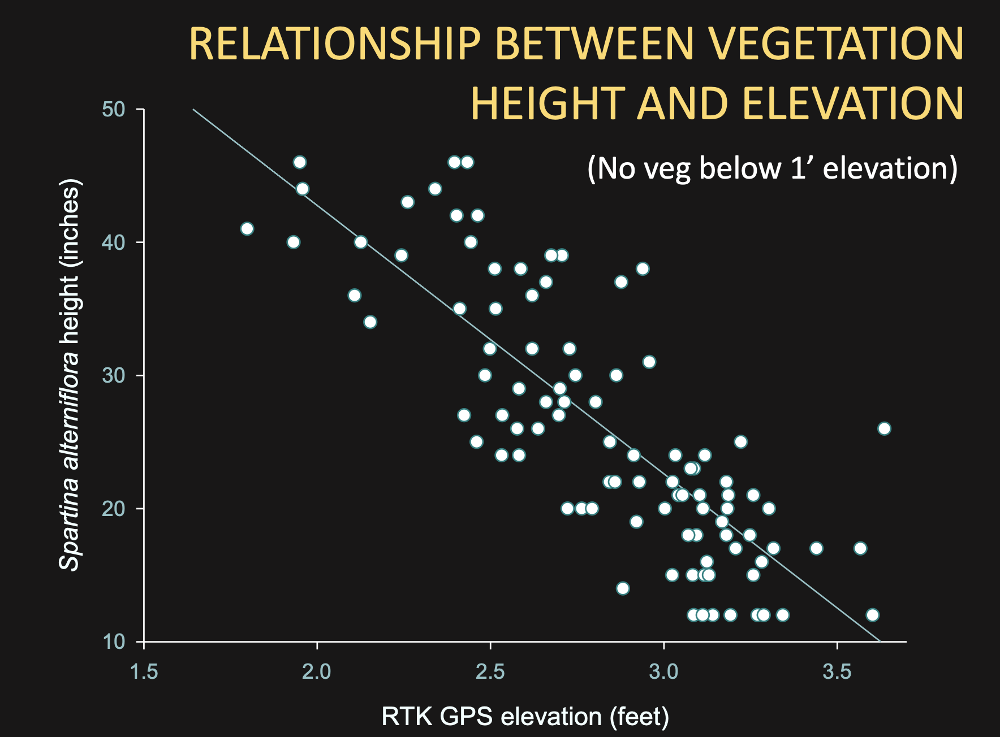 RELATIONSHIP BETWEEN VEGETATION
HEIGHT AND ELEVATION
(No veg below 1’ elevation)
Spartina alterniflora height (inches)
50
40
30
20
10
1.5
2.0
2.5
3.0
3.5
RTK GPS elevation (feet)